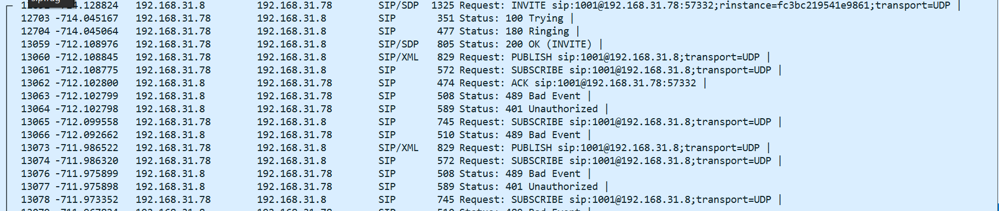 714.128824 192.168.31.8 192.168.31.78 SIP/SDP 1325 Request: INVITE sip:1001@192.168.31.78:57332;rinstance=fc3bc219541e9861;transport=UDP |
12703 -714.045167 192.168.31.78 192.168.31.8 SIP 351 Status: 100 Trying |
12704 -714.045064 192.168.31.78 192.168.31.8 SIP 477 Status: 180 Ringing |
13059 -712.108976 192.168.31.78 192.168.31.8 SIP/SDP 805 Status: 200 OK (INVITE) |
13060 -712.108845 192.168.31.78 192.168.31.8 SIP/XML 829 Request: PUBLISH sip:1001@192.168.31.8;transport=UDP |
13061 -712.108775 192.168.31.78 192.168.31.8 SIP 572 Request: SUBSCRIBE sip:1001@192.168.31.8;transport=UDP |
13062 -712.102800 192.168.31.8 192.168.31.78 SIP 474 Request: ACK sip:1001@192.168.31.78:57332 |
13063 -712.102799 192.168.31.8 192.168.31.78 SIP 508 Status: 489 Bad Event |
13064 -712.102798 192.168.31.8 192.168.31.78 SIP 589 Status: 401 Unauthorized |
13065 -712.099558 192.168.31.78 192.168.31.8 SIP 745 Request: SUBSCRIBE sip:1001@192.168.31.8;transport=UDP |
13066 -712.092662 192.168.31.8 192.168.31.78 SIP 510 Status: 489 Bad Event |
13073 -711.986522 192.168.31.78 192.168.31.8 SIP/XML 829 Request: PUBLISH sip:1001@192.168.31.8;transport=UDP |
13074 -711.986320 192.168.31.78 192.168.31.8 SIP 572 Request: SUBSCRIBE sip:1001@192.168.31.8;transport=UDP |
13076 -711.975899 192.168.31.8 192.168.31.78 SIP 508 Status: 489 Bad Event |
13077 -711.975898 192.168.31.8 192.168.31.78 SIP 589 Status: 401 Unauthorized |
13078 -711.973352 192.168.31.78 192.168.31.8 SIP 745 Request: SUBSCRIBE sip:1001@192.168.31.8;transport=UDP |